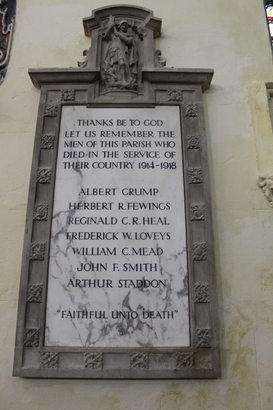 THANKS BE TO GOD
LET US REMEMBER THE
MEN OF THIS PARISH WHO
DIED IN THE SERVICE OF
THEIR COUNTRY 1914-1918
ALBERT CRUMP
HERBERT R. FEWINGS
REGINALD C. R. HEAL
FREDERICK W. LOVEYS
WILLIAM C. MEAD
JOHN F. SMITH
ARTHUR STADDON
"FAITHFUL UNTO DEATH"